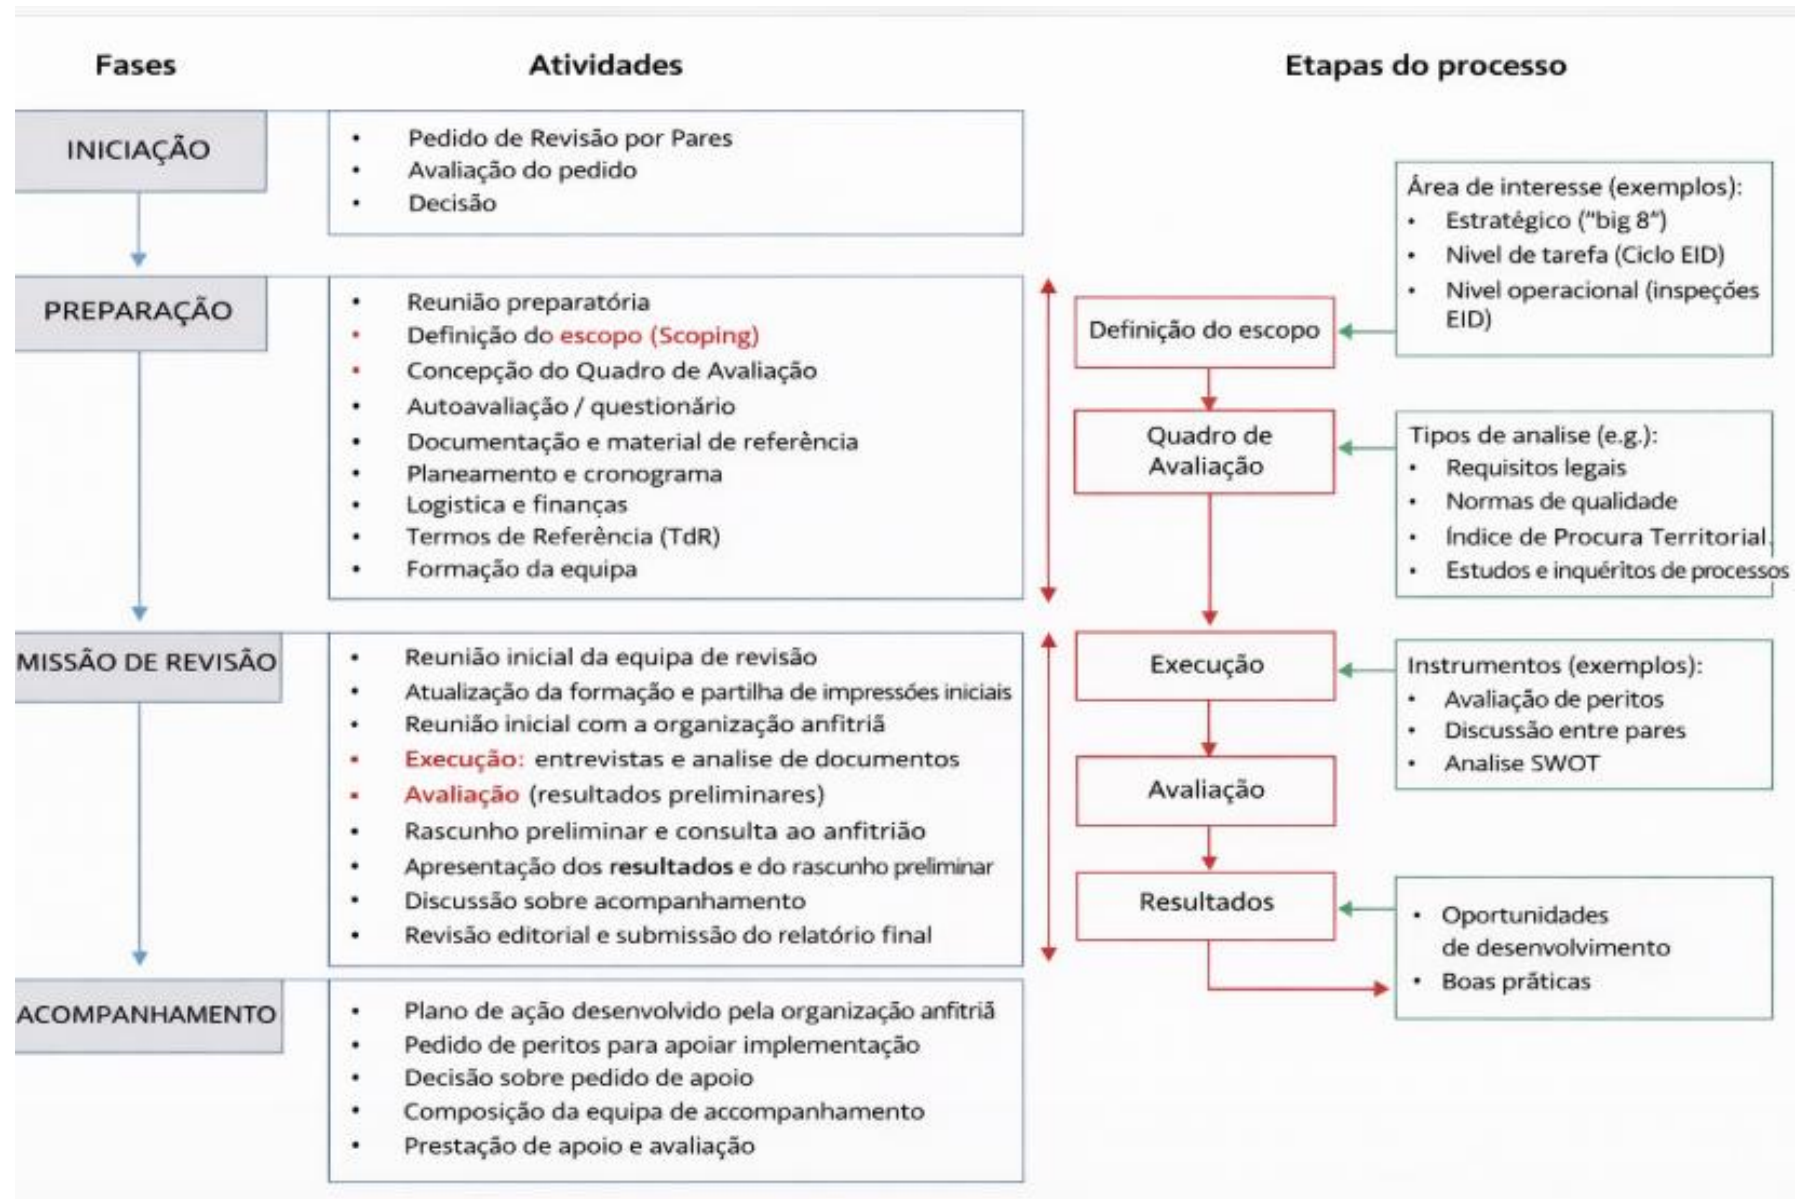 Fases
Atividades
Etapas do processo
INICIAÇÃO
• Pedido de Revisão por Pares
• Avaliação do pedido
• Decisão
PREPARAÇÃO
• Reunião preparatória
• Definição do escopo (Scoping)
• Concepção do Quadro de Avaliação
• Autoavaliação / questionário
• Documentação e material de referência
• Planeamento e cronograma
• Logistica e finanças
• Termos de Referência (TdR)
• Formação da equipa
MISSÃO DE REVISÃO
• Reunião inicial da equipa de revisão
• Atualização da formação e partilha de impressões iniciais
• Reunião inicial com a organização anfitriã
• Execução: entrevistas e analise de documentos
• Avaliação (resultados preliminares)
• Rascunho preliminar e consulta ao anfitrião
• Apresentação dos resultados e do rascunho preliminar
• Discussão sobre acompanhamento
• Revisão editorial e submissão do relatório final
ACOMPANHAMENTO
• Plano de ação desenvolvido pela organização anfitriã
• Pedido de peritos para apoiar implementação
• Decisão sobre pedido de apoio
• Composição da equipa de accompanhamento
• Prestação de apoio e avaliação
Definição do escopo
Área de interesse (exemplos):
• Estratégico ("big 8")
• Nivel de tarefa (Ciclo EID)
• Nivel operacional (inspeções
EID)
Quadro de
Avaliação
Tipos de analise (e.g.):
• Requisitos legais
• Normas de qualidade
• Índice de Procura Territorial.
• Estudos e inquéritos de processos
Execução
Instrumentos (exemplos):
• Avaliação de peritos
• Discussão entre pares
• Analise SWOT
Avaliação
Resultados
• Oportunidades
de desenvolvimento
• Boas práticas